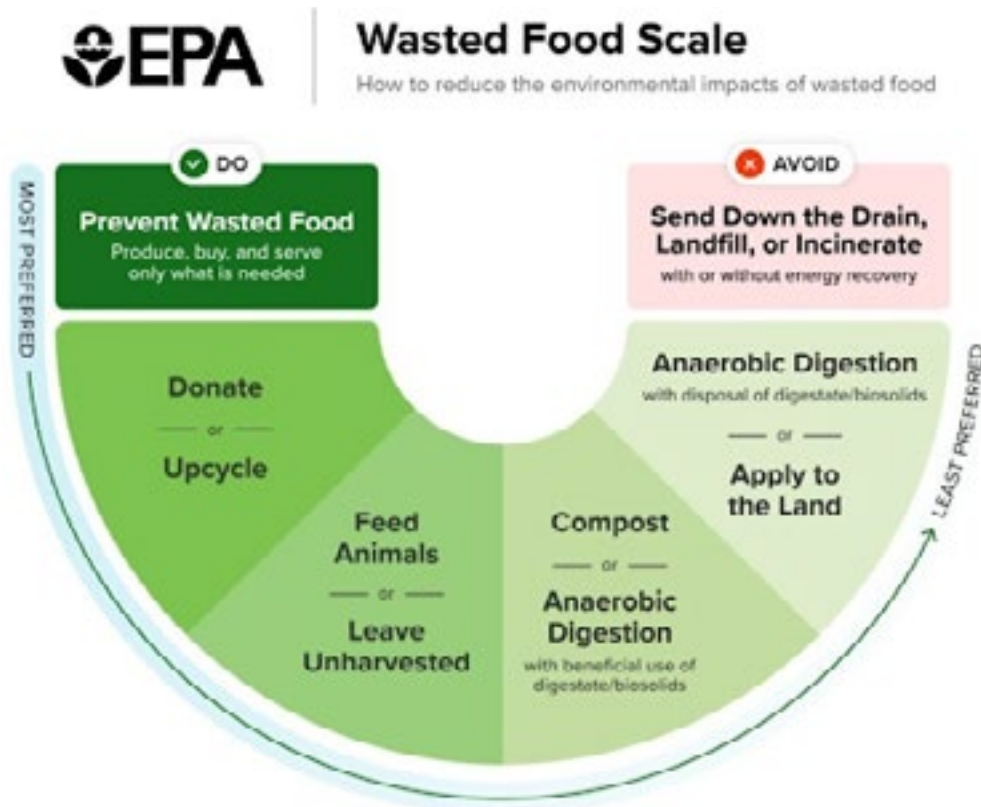 EPA
Wasted Food Scale
How to reduce the environmental impacts of wasted food
MOST PREFERRED
DO
Prevent Wasted Food
Produce, buy, and serve
only what is needed
Donate
or
Upcycle
Feed
Animals
or
Leave
Unharvested
Compost
or
Anaerobic
Digestion
with beneficial use of
digestate/biosolids
Anaerobic Digestion
with disposal of digestate/biosolids
or
Apply to
the Land
AVOID
Send Down the Drain,
Landfill, or Incinerate
with or without energy recovery
LEAST PREFERRED